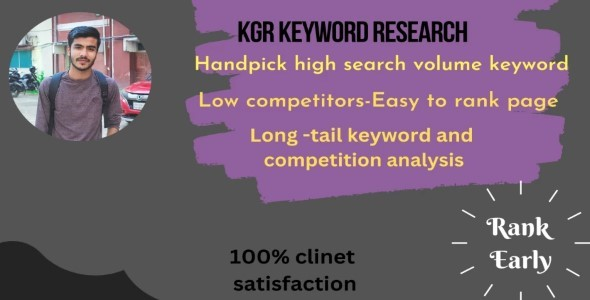 KGR KEYWORD RESEARCH
Handpick high search volume keyword
Low competitors-Easy to rank page
Long -tail keyword and
competition analysis
Rank
Early
100% clinet
satisfaction